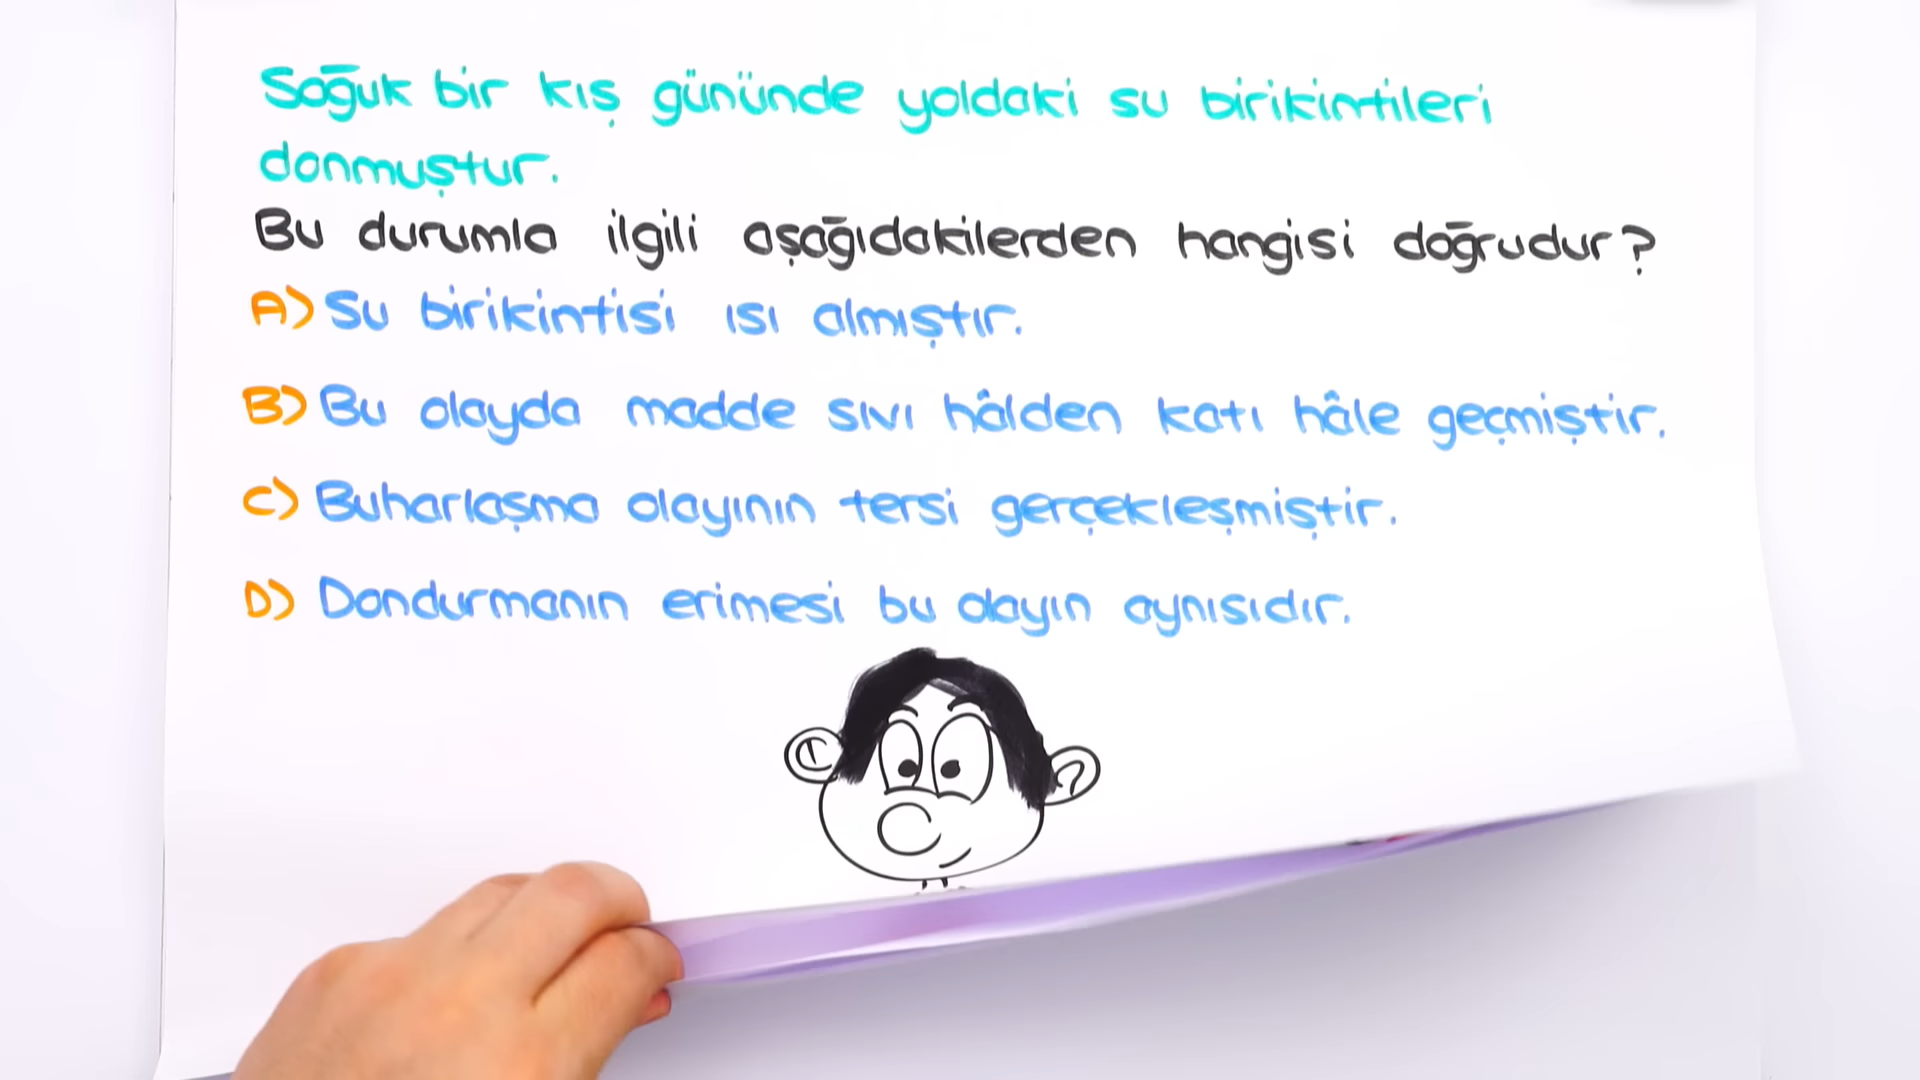 Soğuk bir kış gününde yoldaki su birikintileri
donmuştur.
Bu durumla ilgili aşağıdakilerden hangisi doğrudur?
A) Su birikintisi ısı almıştır.
B) Bu olayda madde sıvı hâlden katı hâle geçmiştir.
C) Buharlaşma olayının tersi gerçekleşmiştir.
D) Dondurmanın erimesi bu olayın aynısıdır.